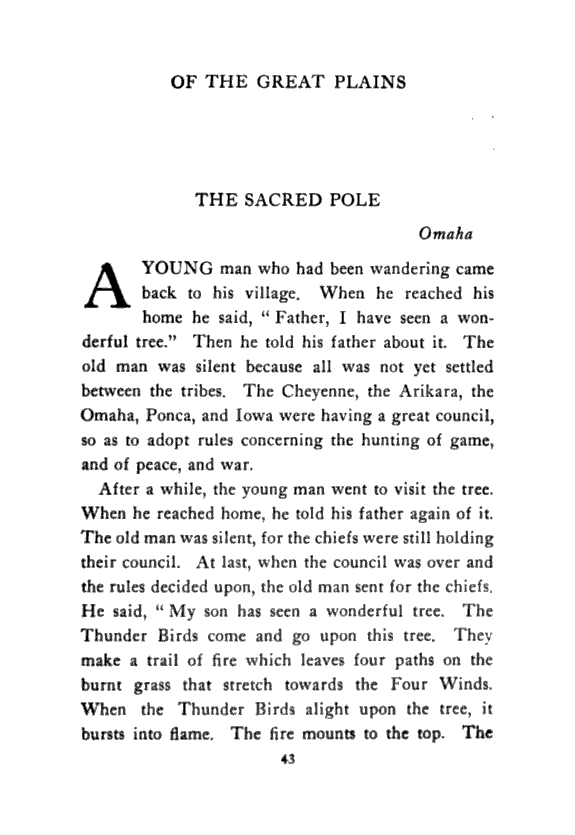 OF THE GREAT PLAINS
THE SACRED POLE
Omaha
A YOUNG man who had been wandering came
back to his village. When he reached his
home he said, “ Father, I have seen a won-
derful tree.” Then he told his father about it. The
old man was silent because all was not yet settled
between the tribes. The Cheyenne, the Arikara, the
Omaha, Ponca, and Iowa were having a great council,
so as to adopt rules concerning the hunting of game,
and of peace, and war.
After a while, the young man went to visit the tree.
When he reached home, he told his father again of it.
The old man was silent, for the chiefs were still holding
their council. At last, when the council was over and
the rules decided upon, the old man sent for the chiefs.
He said, “ My son has seen a wonderful tree. The
Thunder Birds come and go upon this tree. They
make a trail of fire which leaves four paths on the
burnt grass that stretch towards the Four Winds.
When the Thunder Birds alight upon the tree, it
bursts into flame. The fire mounts to the top. The
43